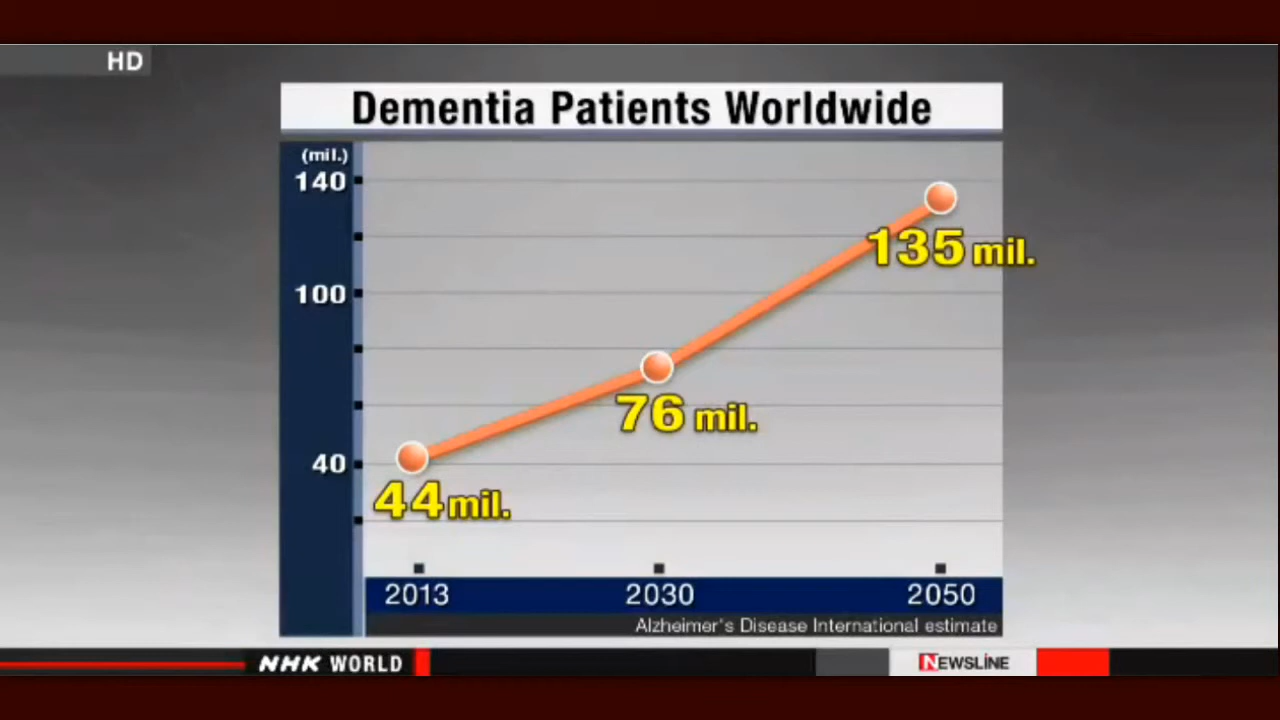 HD
Dementia Patients Worldwide
(mil.)
140
100
40
135 mil.
76 mil.
44 mil.
2013 2030 2050
Alzheimer's Disease International estimate
NHK WORLD
NEWSLINE